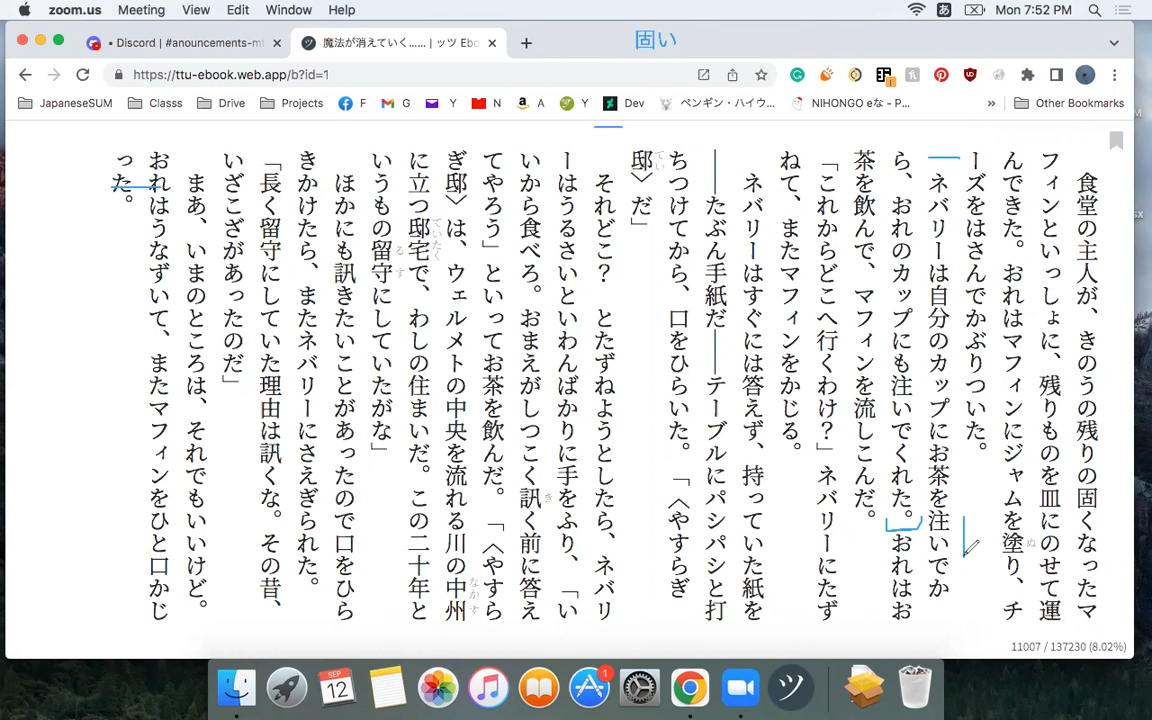 zoom.us Meeting View Edit Window Help
あ Mon 7:52 PM
• Discord | #anouncements-m
魔法が消えていく……| ッツ Ebo
固い
https://ttu-ebook.web.app/b?id=1
JapaneseSUM Classs Drive Projects F G Y N A Y Dev ペンギン・ハイウ... NIHONGO eな - P... » Other Bookmarks
食堂の主人が、きのうの残りの固くなったマ
フィンといっしょに、残りものを皿にのせて運
んできた。おれはマフィンにジャムを塗り、チ
ぬ
ーズをはさんでかぶりついた。
ネバリーは自分のカップにお茶を注いでか
ら、おれのカップにも注いでくれた。おれはお
茶を飲んで、マフィンを流しこんだ。
「これからどこへ行くわけ？」ネバリーにたず
ねて、またマフィンをかじる。
ネバリーはすぐには答えず、持っていた紙を
――たぶん手紙だ――テーブルにパシパシと打
ちつけてから、口をひらいた。「〈やすらぎ
邸〉だ」
てい
それどこ？　とたずねようとしたら、ネバリ
ーはうるさいといわんばかりに手をふり、「い
いから食べろ。おまえがしつこく訊く前に答え
き
てやろう」といってお茶を飲んだ。「〈やすら
ぎ邸〉は、ウェルメトの中央を流れる川の中州
なかす
に立つ邸宅で、わしの住まいだ。この二十年と
ていたく
いうもの留守にしていたがな」
るす
ほかにも訊きたいことがあったので口をひら
きかけたら、またネバリーにさえぎられた。
「長く留守にしていた理由は訊くな。その昔、
いざこざがあったのだ」
まあ、いまのところは、それでもいいけど。
おれはうなずいて、またマフィンをひと口かじ
った。
11007 / 137230 (8.02%)
SEP
12
1
ツ